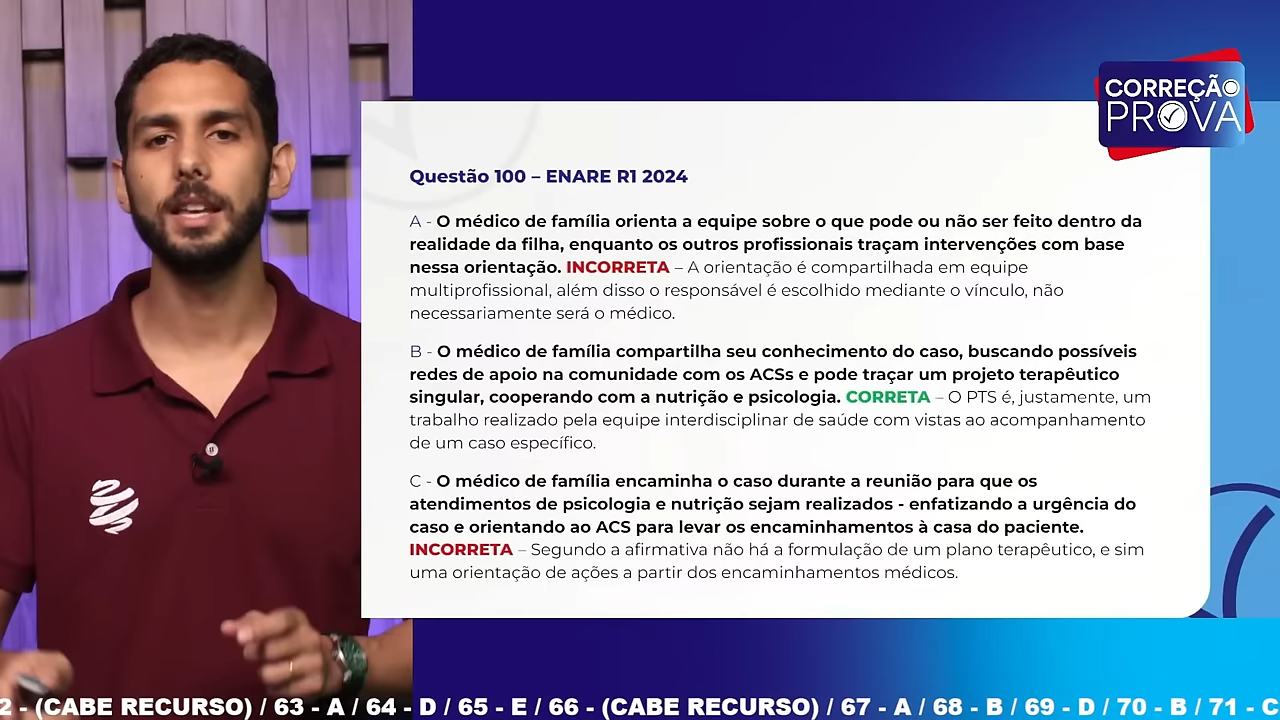 CORREÇÃO
PROVA
Questão 100 – ENARE R1 2024
A - O médico de família orienta a equipe sobre o que pode ou não ser feito dentro da
realidade da filha, enquanto os outros profissionais traçam intervenções com base
nessa orientação. INCORRETA – A orientação é compartilhada em equipe
multiprofissional, além disso o responsável é escolhido mediante o vínculo, não
necessariamente será o médico.
B - O médico de família compartilha seu conhecimento do caso, buscando possíveis
redes de apoio na comunidade com os ACSs e pode traçar um projeto terapêutico
singular, cooperando com a nutrição e psicologia. CORRETA – O PTS é, justamente, um
trabalho realizado pela equipe interdisciplinar de saúde com vistas ao acompanhamento
de um caso específico.
C - O médico de família encaminha o caso durante a reunião para que os
atendimentos de psicologia e nutrição sejam realizados - enfatizando a urgência do
caso e orientando ao ACS para levar os encaminhamentos à casa do paciente.
INCORRETA – Segundo a afirmativa não há a formulação de um plano terapêutico, e sim
uma orientação de ações a partir dos encaminhamentos médicos.
2 - (CABE RECURSO) / 63 - A / 64 - D / 65 - E / 66 - (CABE RECURSO) / 67 - A / 68 - B / 69 - D / 70 - B / 71 - C